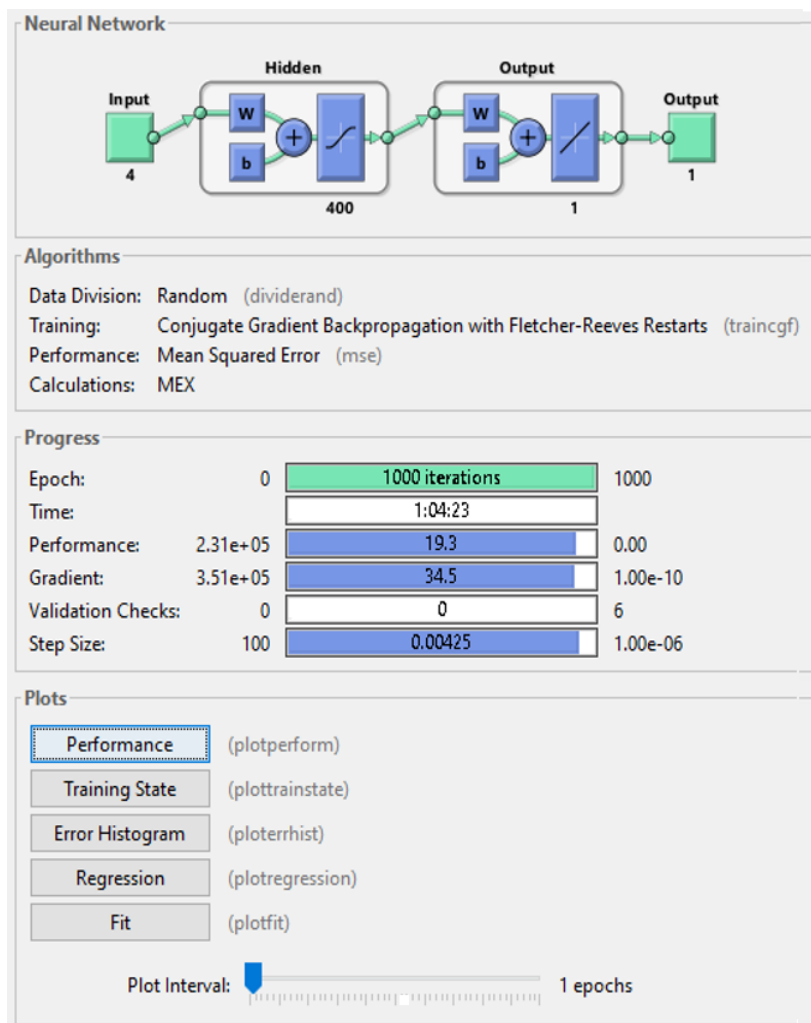 Neural Network
Hidden
Output
Input
Output
W
W
+
+
b
b
4
1
400
1
Algorithms
Data Division: Random (dividerand)
Training: Conjugate Gradient Backpropagation with Fletcher-Reeves Restarts (traincgf)
Performance: Mean Squared Error (mse)
Calculations: MEX
Progress
Epoch: 0 1000 iterations 1000
Time: 1:04:23
Performance: 2.31e+05 19.3 0.00
Gradient: 3.51e+05 34.5 1.00e-10
Validation Checks: 0 0 6
Step Size: 100 0.00425 1.00e-06
Plots
Performance (plotperform)
Training State (plottrainstate)
Error Histogram (ploterrhist)
Regression (plotregression)
Fit (plotfit)
Plot Interval: 1 epochs